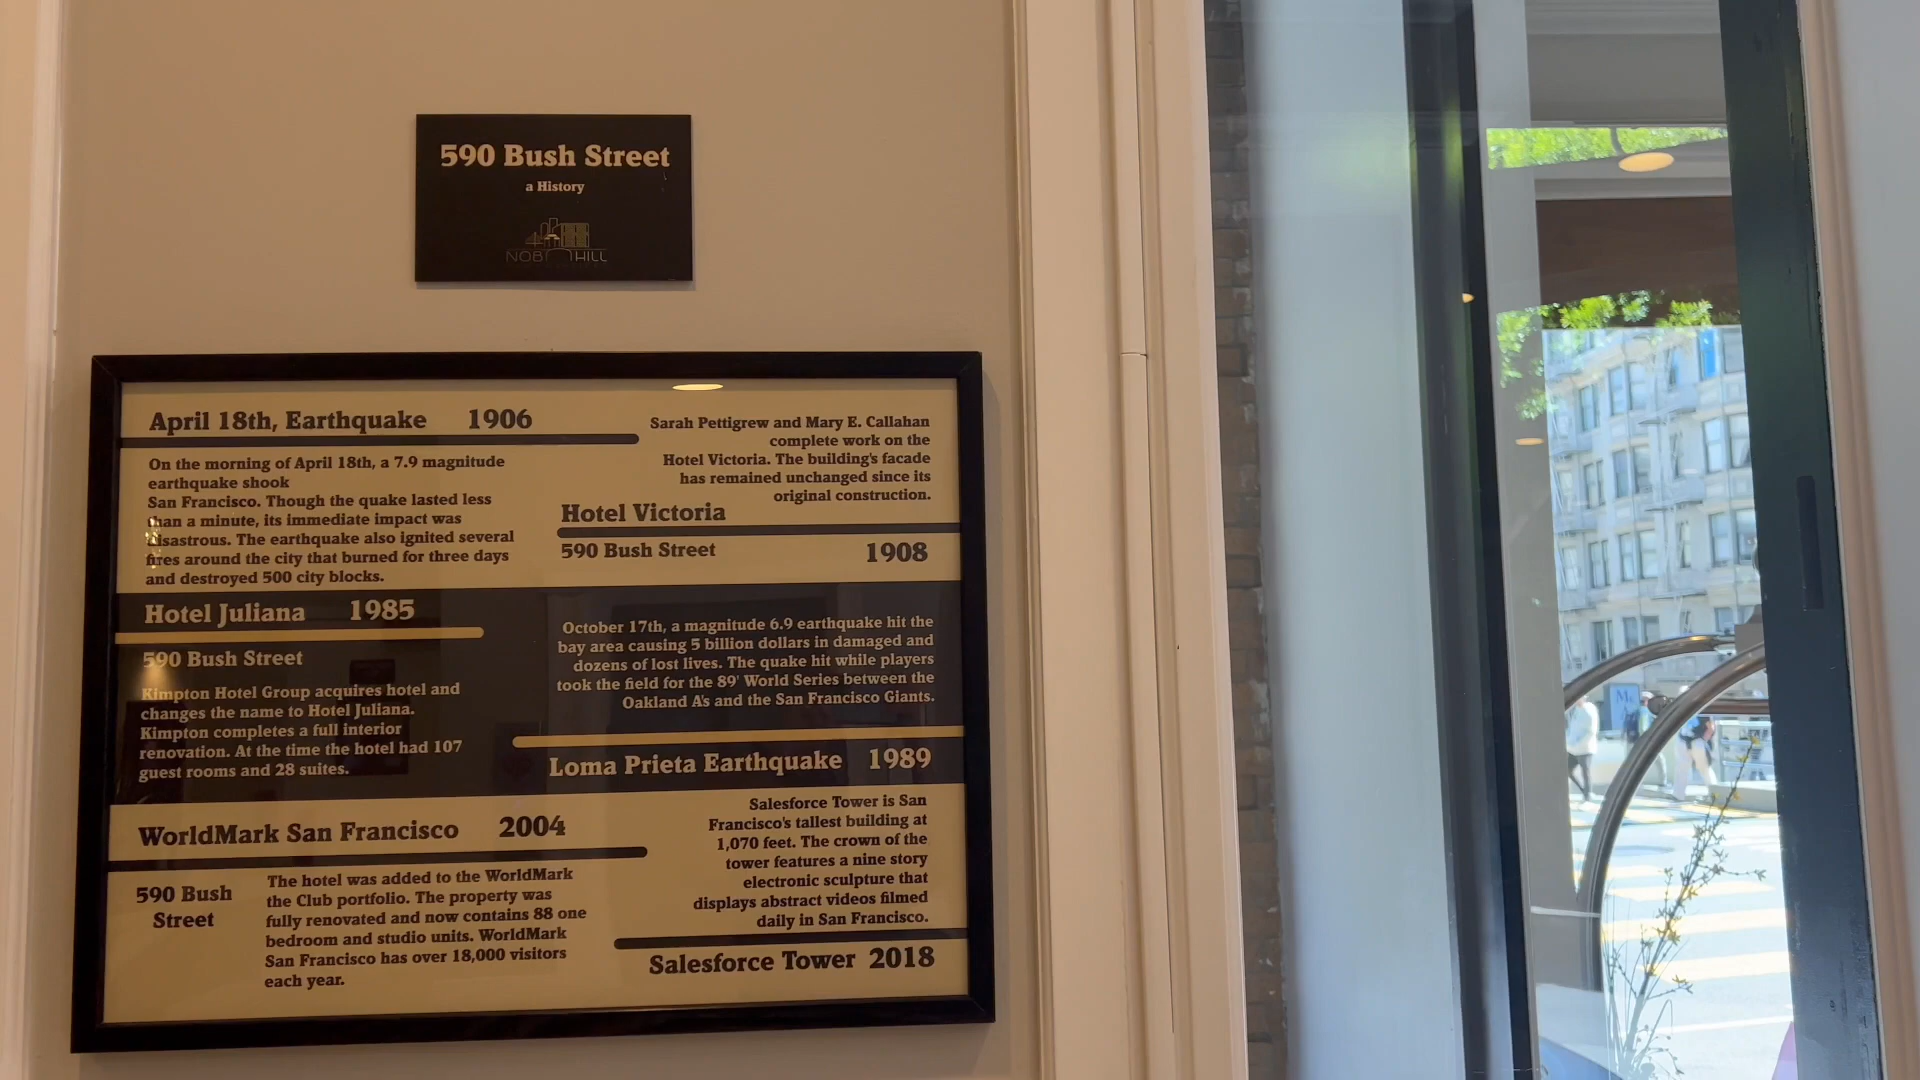 590 Bush Street
a History
NOB HILL
April 18th, Earthquake 1906
On the morning of April 18th, a 7.9 magnitude
earthquake shook
San Francisco. Though the quake lasted less
than a minute, its immediate impact was
disastrous. The earthquake also ignited several
fires around the city that burned for three days
and destroyed 500 city blocks.
Sarah Pettigrew and Mary E. Callahan
complete work on the
Hotel Victoria. The building's facade
has remained unchanged since its
original construction.
Hotel Victoria
590 Bush Street 1908
Hotel Juliana 1985
590 Bush Street
Kimpton Hotel Group acquires hotel and
changes the name to Hotel Juliana.
Kimpton completes a full interior
renovation. At the time the hotel had 107
guest rooms and 28 suites.
October 17th, a magnitude 6.9 earthquake hit the
bay area causing 5 billion dollars in damaged and
dozens of lost lives. The quake hit while players
took the field for the 89' World Series between the
Oakland A's and the San Francisco Giants.
Loma Prieta Earthquake 1989
WorldMark San Francisco 2004
590 Bush
Street
The hotel was added to the WorldMark
the Club portfolio. The property was
fully renovated and now contains 88 one
bedroom and studio units. WorldMark
San Francisco has over 18,000 visitors
each year.
Salesforce Tower is San
Francisco's tallest building at
1,070 feet. The crown of the
tower features a nine story
electronic sculpture that
displays abstract videos filmed
daily in San Francisco.
Salesforce Tower 2018